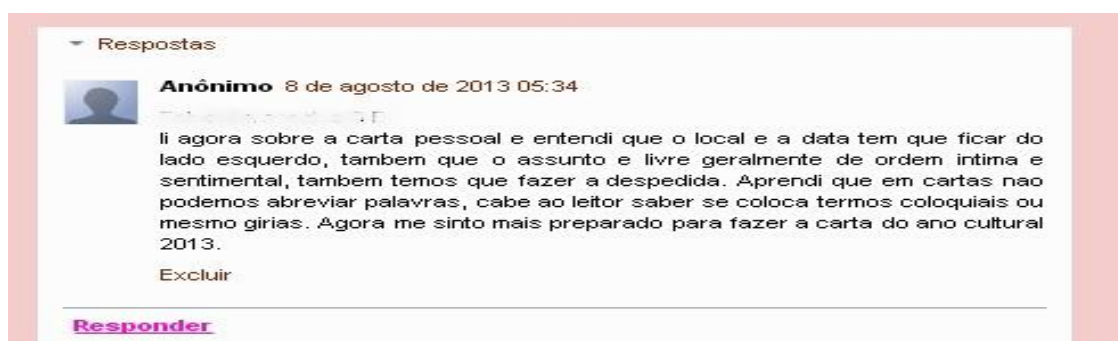 Respostas
Anônimo 8 de agosto de 2013 05:34
li agora sobre a carta pessoal e entendi que o local e a data tem que ficar do
lado esquerdo, tambem que o assunto e livre geralmente de ordem intima e
sentimental, tambem temos que fazer a despedida. Aprendi que em cartas nao
podemos abreviar palavras, cabe ao leitor saber se coloca termos coloquiais ou
mesmo girias. Agora me sinto mais preparado para fazer a carta do ano cultural
2013.
Excluir
Responder